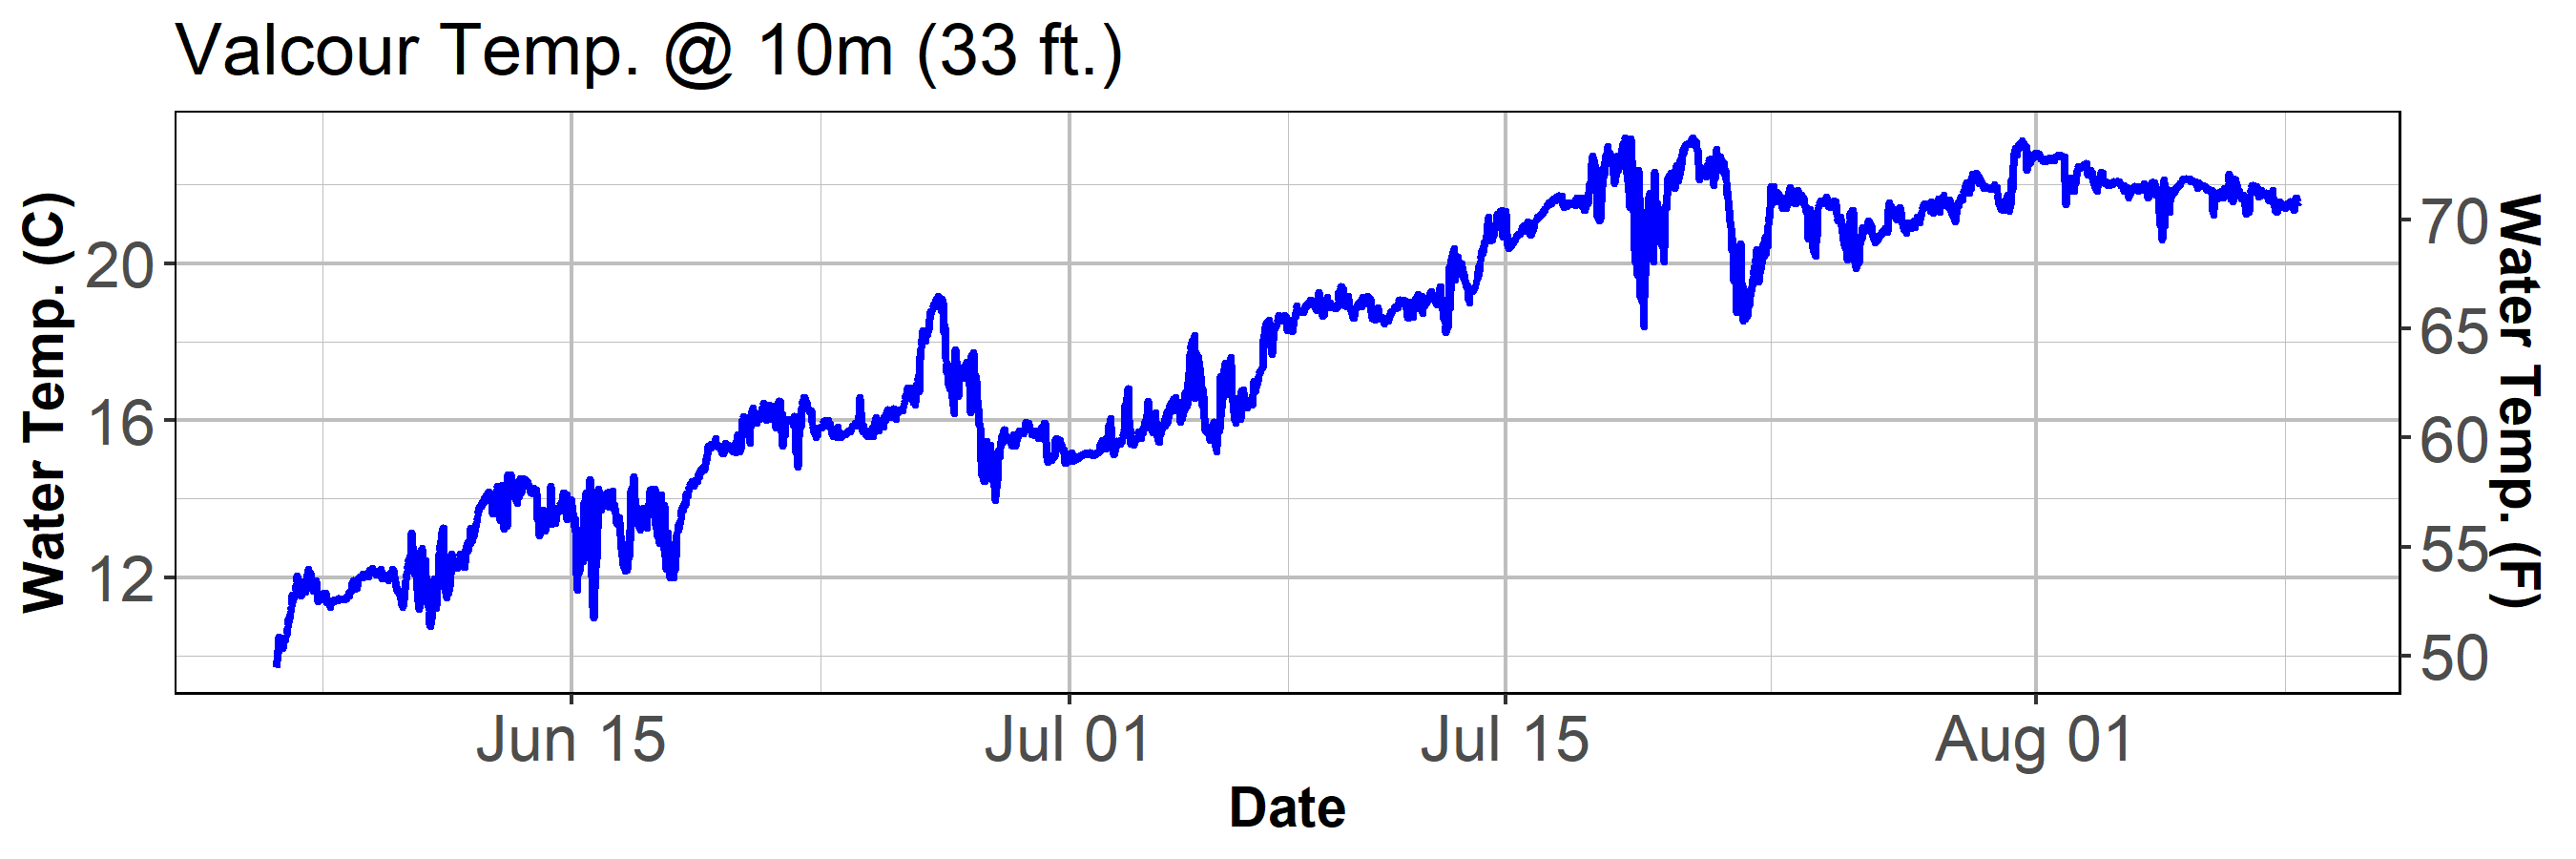 Valcour Temp. @ 10m (33 ft.)
Water Temp. (C)
20
16
12
70
65
60
55
50
Water Temp. (F)
Jun 15 Jul 01 Jul 15 Aug 01
Date